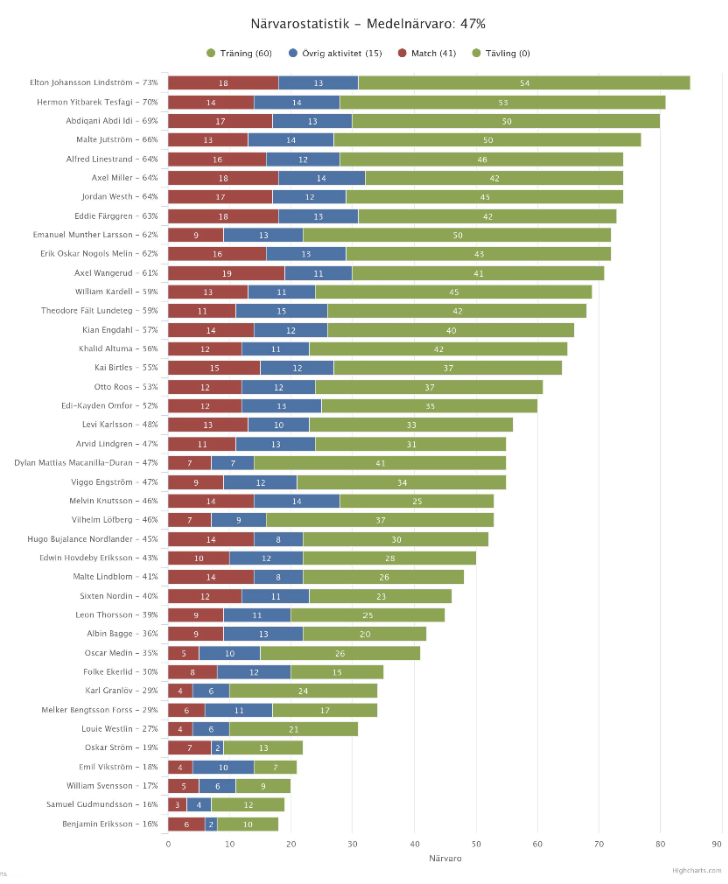 Närvarostatistik - Medelnärvaro: 47%
Träning (60) Övrig aktivitet (15) Match (41) Tävling (0)
Elton Johansson Lindström - 73% 18 13 54
Hermon Yitbarek Tesfagi - 70% 14 14 53
Abdiqani Abdi Idi - 69% 17 13 50
Malte Jutström - 66% 13 14 50
Alfred Linestrand - 64% 16 12 46
Axel Miller - 64% 18 14 42
Jordan Westh - 64% 17 12 45
Eddie Färggren - 63% 18 13 42
Emanuel Munther Larsson - 62% 9 13 50
Erik Oskar Nogols Melin - 62% 16 13 43
Axel Wangerud - 61% 19 11 41
William Kardell - 59% 13 11 45
Theodore Fält Lundeteg - 59% 11 15 42
Kian Engdahl - 57% 14 12 40
Khalid Altuma - 56% 12 11 42
Kai Birtles - 55% 15 12 37
Otto Roos - 53% 12 12 37
Edi-Kayden Omfor - 52% 12 13 35
Levi Karlsson - 48% 13 10 33
Arvid Lindgren - 47% 11 13 31
Dylan Mattias Macanilla-Duran - 47% 7 7 41
Viggo Engström - 47% 9 12 34
Melvin Knutsson - 46% 14 14 25
Vilhelm Löfberg - 46% 7 9 37
Hugo Bujalance Nordlander - 45% 14 8 30
Edwin Hovdeby Eriksson - 43% 10 12 28
Malte Lindblom - 41% 14 8 26
Sixten Nordin - 40% 12 11 23
Leon Thorsson - 39% 9 11 25
Albin Bagge - 36% 9 13 20
Oscar Medin - 35% 5 10 26
Folke Ekerlid - 30% 8 12 15
Karl Granlöv - 29% 4 6 24
Melker Bengtsson Forss - 29% 6 11 17
Louie Westlin - 27% 4 6 21
Oskar Ström - 19% 7 2 13
Emil Vikström - 18% 4 10 7
William Svensson - 17% 5 6 9
Samuel Gudmundsson - 16% 3 4 12
Benjamin Eriksson - 16% 6 2 10
0 10 20 30 40 50 60 70 80 90
Närvaro
Highcharts.com